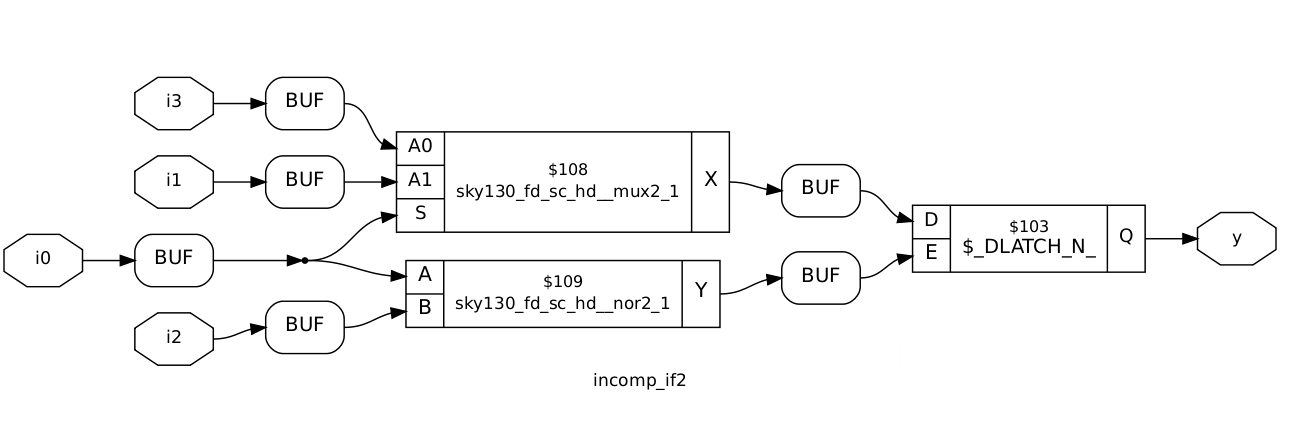 i3
BUF
i1
BUF
i0
BUF
i2
BUF
A0
A1
S
$108
sky130_fd_sc_hd__mux2_1
X
A
B
$109
sky130_fd_sc_hd__nor2_1
Y
BUF
BUF
D
E
$103
$_DLATCH_N_
Q
y
incomp_if2